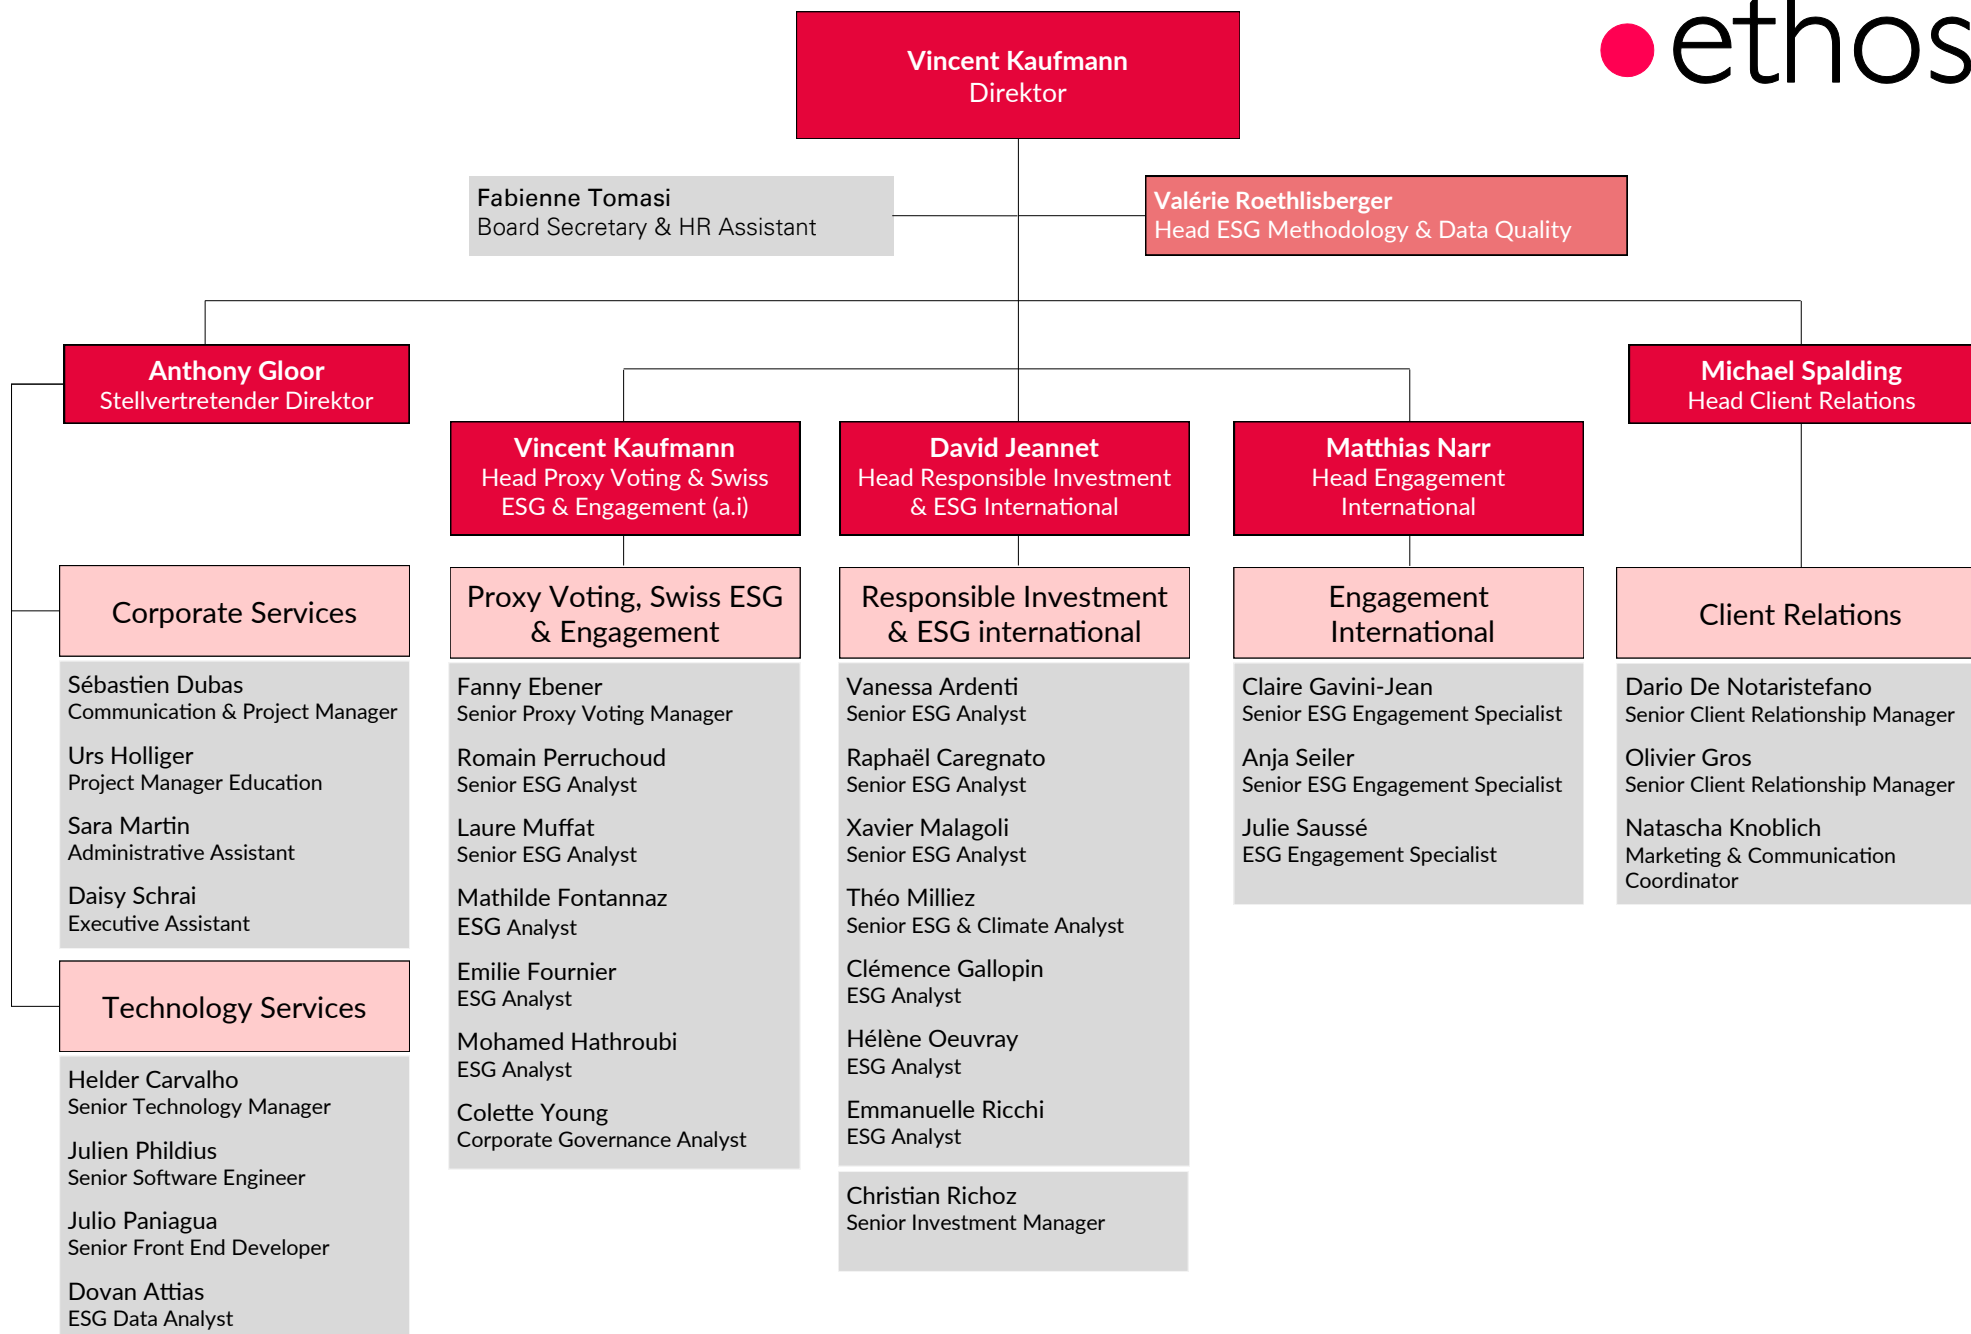 ethos
Vincent Kaufmann
Direktor
Fabienne Tomasi
Board Secretary & HR Assistant
Valérie Roethlisberger
Head ESG Methodology & Data Quality
Anthony Gloor
Stellvertretender Direktor
Michael Spalding
Head Client Relations
Vincent Kaufmann
Head Proxy Voting & Swiss
ESG & Engagement (a.i)
David Jeannet
Head Responsible Investment
& ESG International
Matthias Narr
Head Engagement
International
Corporate Services
Sébastien Dubas
Communication & Project Manager
Urs Holliger
Project Manager Education
Sara Martin
Administrative Assistant
Daisy Schrai
Executive Assistant
Technology Services
Helder Carvalho
Senior Technology Manager
Julien Phildius
Senior Software Engineer
Julio Paniagua
Senior Front End Developer
Dovan Attias
ESG Data Analyst
Proxy Voting, Swiss ESG
& Engagement
Fanny Ebener
Senior Proxy Voting Manager
Romain Perruchoud
Senior ESG Analyst
Laure Muffat
Senior ESG Analyst
Mathilde Fontannaz
ESG Analyst
Emilie Fournier
ESG Analyst
Mohamed Hathroubi
ESG Analyst
Colette Young
Corporate Governance Analyst
Responsible Investment
& ESG international
Vanessa Ardenti
Senior ESG Analyst
Raphaël Caregnato
Senior ESG Analyst
Xavier Malagoli
Senior ESG Analyst
Théo Milliez
Senior ESG & Climate Analyst
Clémence Gallopin
ESG Analyst
Hélène Oeuvray
ESG Analyst
Emmanuelle Ricchi
ESG Analyst
Christian Richoz
Senior Investment Manager
Engagement
International
Claire Gavini-Jean
Senior ESG Engagement Specialist
Anja Seiler
Senior ESG Engagement Specialist
Julie Saussé
ESG Engagement Specialist
Client Relations
Dario De Notaristefano
Senior Client Relationship Manager
Olivier Gros
Senior Client Relationship Manager
Natascha Knoblich
Marketing & Communication
Coordinator